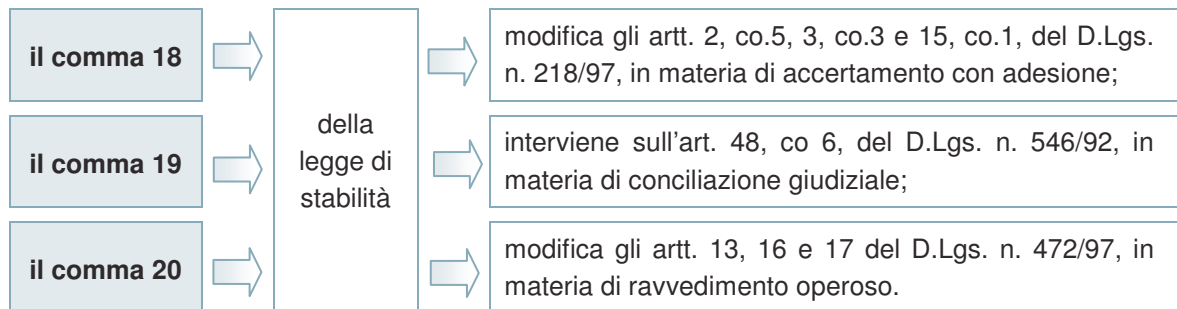 il comma 18
modifica gli artt. 2, co.5, 3, co.3 e 15, co.1, del D.Lgs.
n. 218/97, in materia di accertamento con adesione;
il comma 19
della
legge di
stabilità
interviene sull’art. 48, co 6, del D.Lgs. n. 546/92, in
materia di conciliazione giudiziale;
il comma 20
modifica gli artt. 13, 16 e 17 del D.Lgs. n. 472/97, in
materia di ravvedimento operoso.